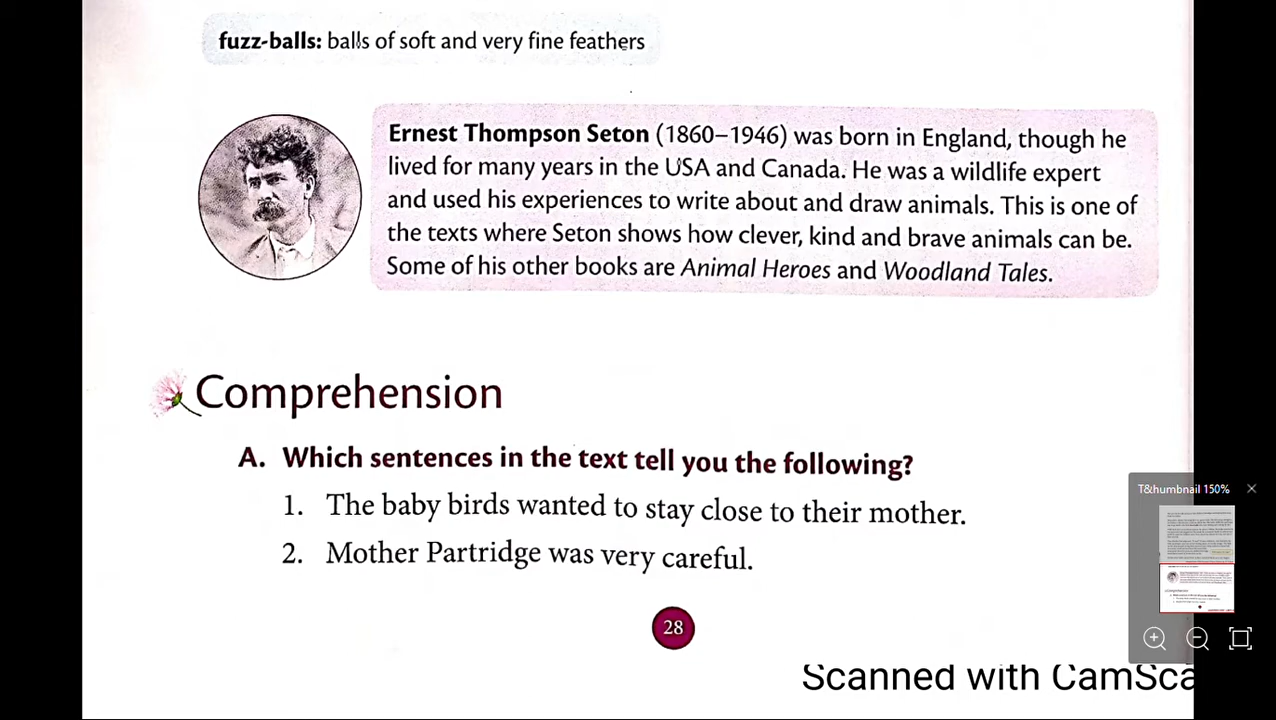 fuzz-balls: balls of soft and very fine feathers
Ernest Thompson Seton (1860–1946) was born in England, though he
lived for many years in the USA and Canada. He was a wildlife expert
and used his experiences to write about and draw animals. This is one of
the texts where Seton shows how clever, kind and brave animals can be.
Some of his other books are Animal Heroes and Woodland Tales.
Comprehension
A. Which sentences in the text tell you the following?
1. The baby birds wanted to stay close to their mother.
2. Mother Partridge was very careful.
28
T&humbnail 150%
Scanned with CamSca